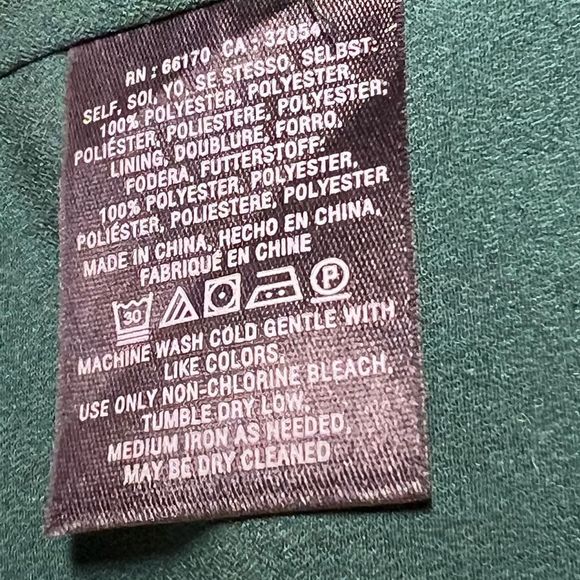 RN : 66170 CA : 32054
SELF, SOI, YO, SE STESSO, SELBST:
100% POLYESTER, POLYESTER,
POLIÉSTER, POLIESTERE, POLYESTER;
LINING, DOUBLURE, FORRO,
FODERA, FUTTERSTOFF:
100% POLYESTER, POLYESTER,
POLIÉSTER, POLIESTERE, POLYESTER
MADE IN CHINA, HECHO EN CHINA,
FABRIQUÉ EN CHINE
30 P
MACHINE WASH COLD GENTLE WITH
LIKE COLORS.
USE ONLY NON-CHLORINE BLEACH.
TUMBLE DRY LOW.
MEDIUM IRON AS NEEDED.
MAY BE DRY CLEANED